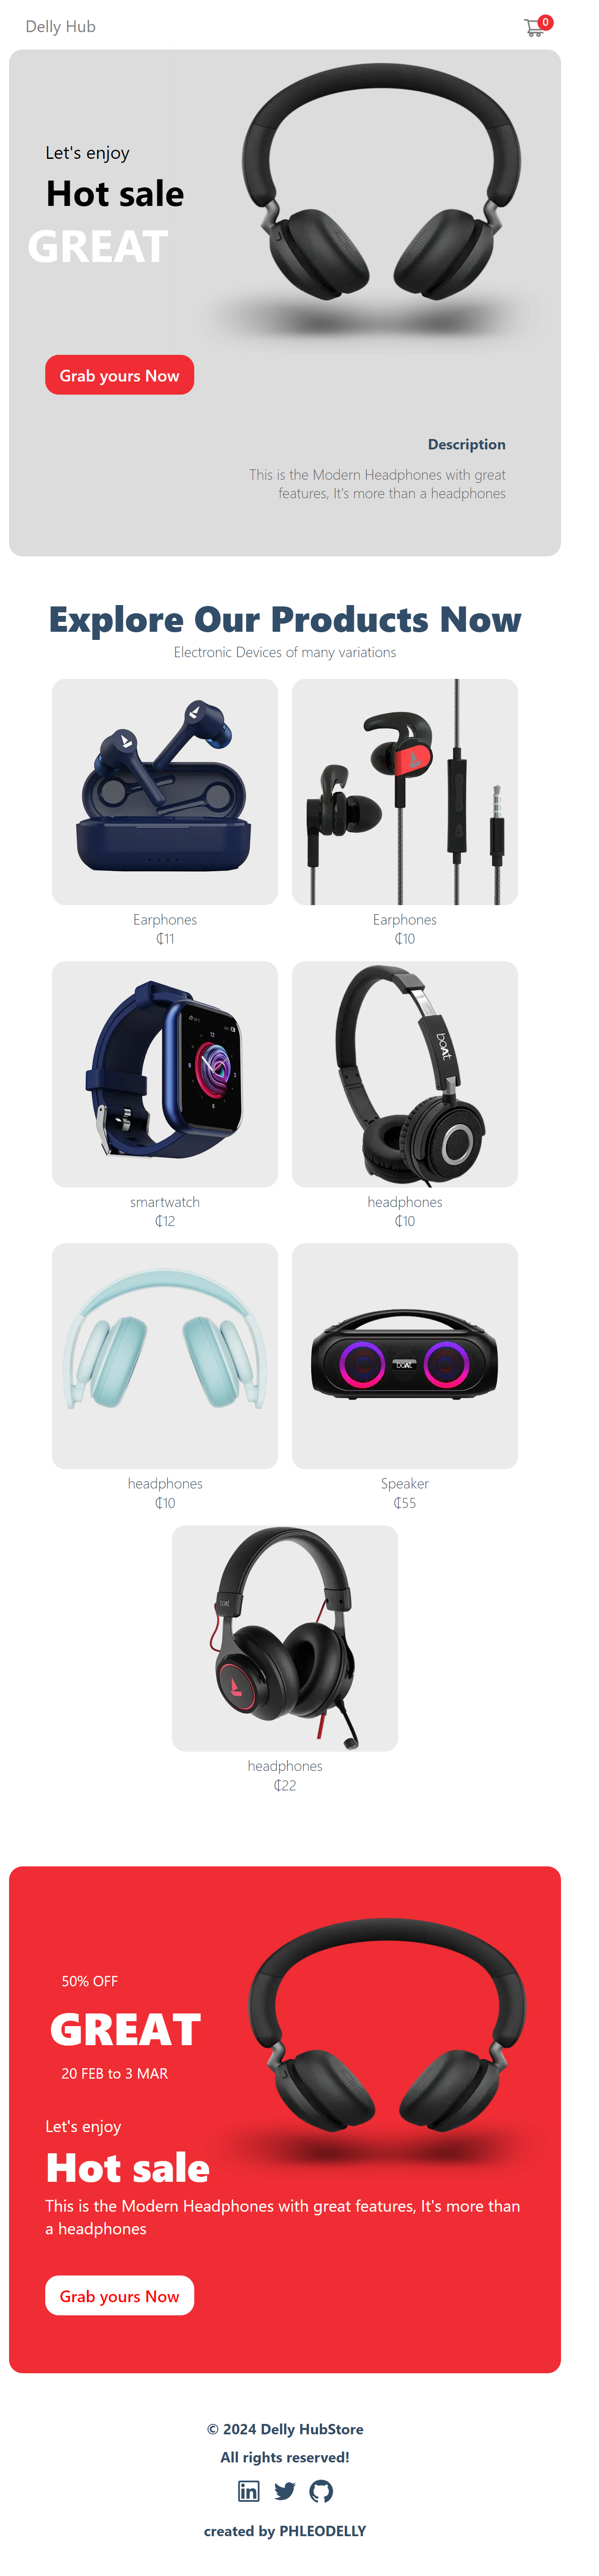 Delly Hub
0
Let's enjoy
Hot sale
GREAT
Grab yours Now
Description
This is the Modern Headphones with great
features, It's more than a headphones
Explore Our Products Now
Electronic Devices of many variations
Earphones
₵11
Earphones
₵10
boAt
smartwatch
₵12
headphones
₵10
boAt
headphones
₵10
Speaker
₵55
boAt
headphones
₵22
50% OFF
GREAT
20 FEB to 3 MAR
Let's enjoy
Hot sale
This is the Modern Headphones with great features, It's more than
a headphones
Grab yours Now
© 2024 Delly HubStore
All rights reserved!
in
created by PHLEODELLY